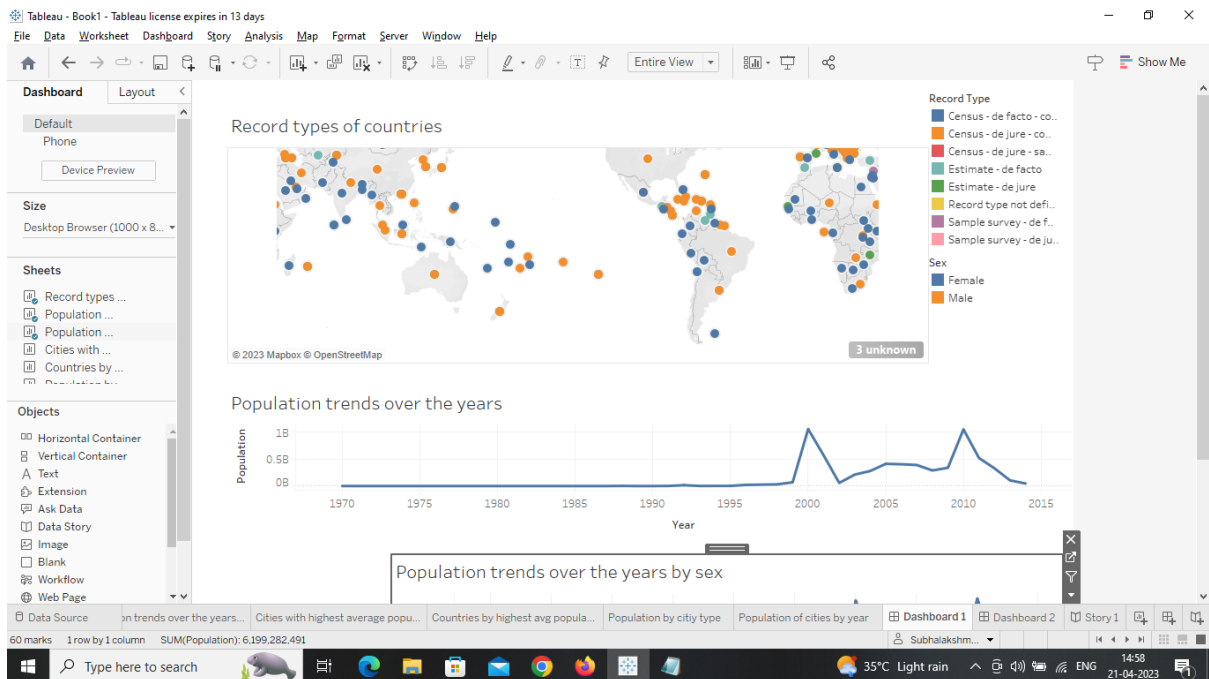 Tableau - Book1 - Tableau license expires in 13 days
File Data Worksheet Dashboard Story Analysis Map Format Server Window Help
Entire View
Show Me
Dashboard Layout
Default
Phone
Device Preview
Size
Desktop Browser (1000 x 8...
Sheets
Record types ...
Population ...
Population ...
Cities with ...
Countries by ...
Objects
Horizontal Container
Vertical Container
Text
Extension
Ask Data
Data Story
Image
Blank
Workflow
Web Page
Record types of countries
© 2023 Mapbox © OpenStreetMap
3 unknown
Record Type
Census - de facto - co..
Census - de jure - co..
Census - de jure - sa..
Estimate - de facto
Estimate - de jure
Record type not defi..
Sample survey - de f..
Sample survey - de ju..
Sex
Female
Male
Population trends over the years
Population
1B
0.5B
0B
1970 1975 1980 1985 1990 1995 2000 2005 2010 2015
Year
Population trends over the years by sex
Data Source on trends over the years... Cities with highest average popu... Countries by highest avg popula... Population by citiy type Population of cities by year Dashboard 1 Dashboard 2 Story 1
60 marks 1 row by 1 column SUM(Population): 6,199,282,491 Subhalakshm...
Type here to search
35°C Light rain
ENG
14:58
21-04-2023
1